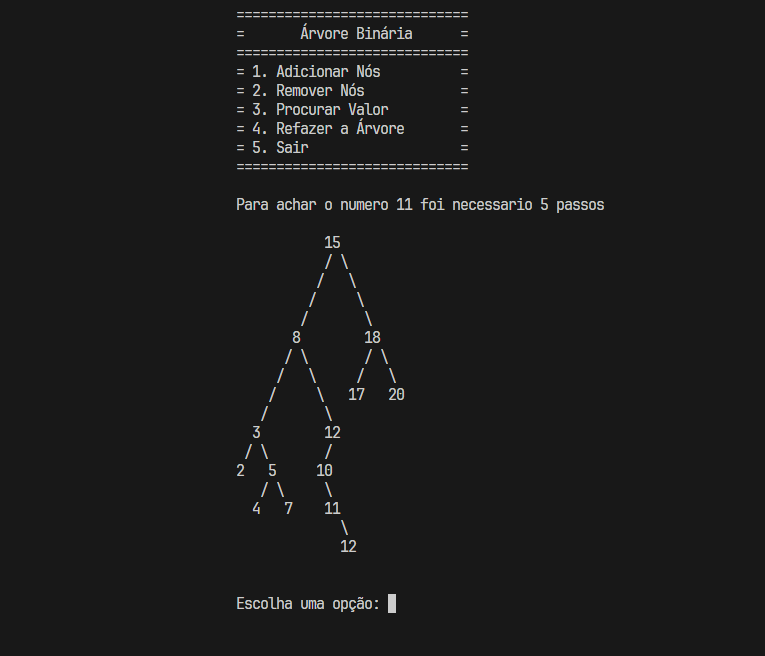 =============================
=       Árvore Binária      =
=============================
= 1. Adicionar Nós          =
= 2. Remover Nós            =
= 3. Procurar Valor         =
= 4. Refazer a Árvore       =
= 5. Sair                   =
=============================
Para achar o numero 11 foi necessario 5 passos
           15
           / \
          /   \
         /     \
        /       \
       8        18
      / \       / \
     /   \     /   \
    /     \   17   20
   /       \
  3        12
 / \       /
2   5     10
   / \     \
  4   7    11
             \
             12
Escolha uma opção: